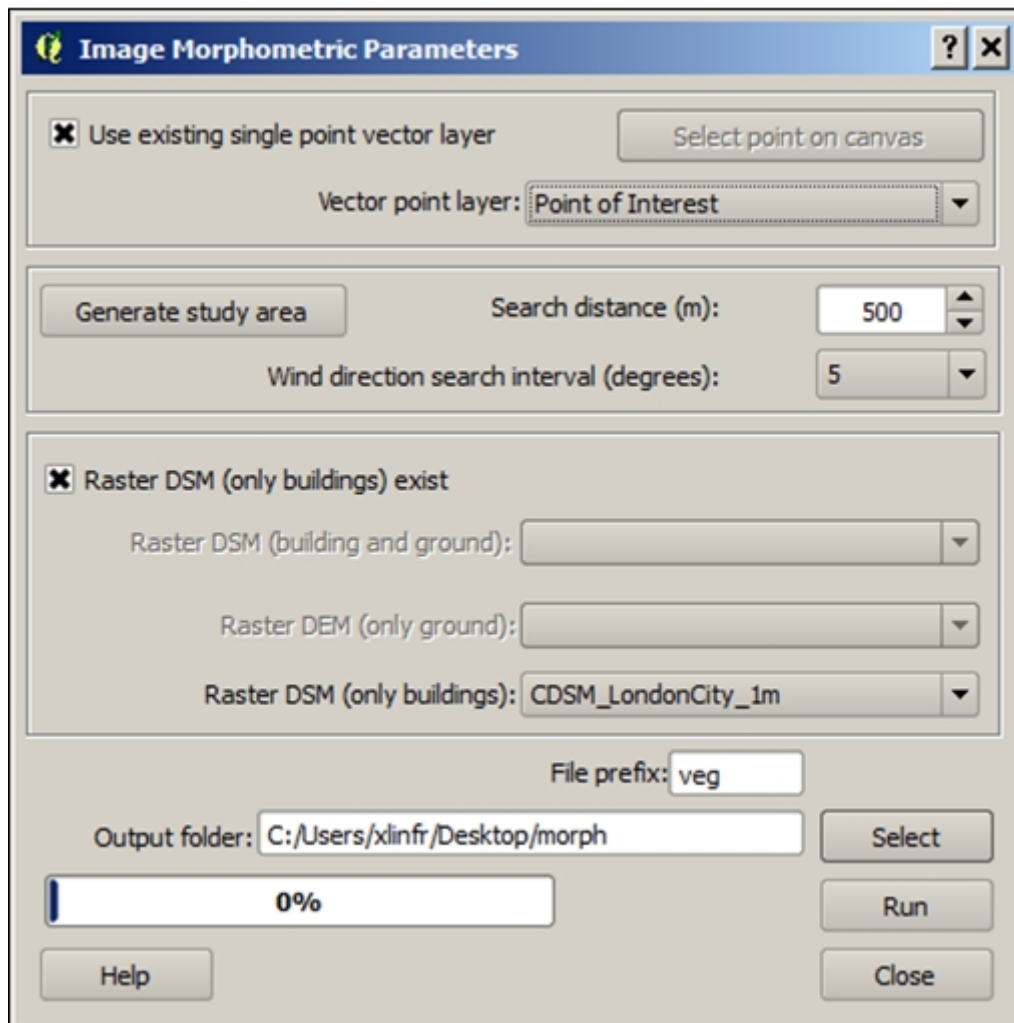 Image Morphometric Parameters
?
Use existing single point vector layer
Select point on canvas
Vector point layer: Point of Interest
Generate study area
Search distance (m): 500
Wind direction search interval (degrees): 5
Raster DSM (only buildings) exist
Raster DSM (building and ground):
Raster DEM (only ground):
Raster DSM (only buildings): CDSM_LondonCity_1m
File prefix: veg
Output folder: C:/Users/xlinfr/Desktop/morph
Select
0%
Run
Help
Close